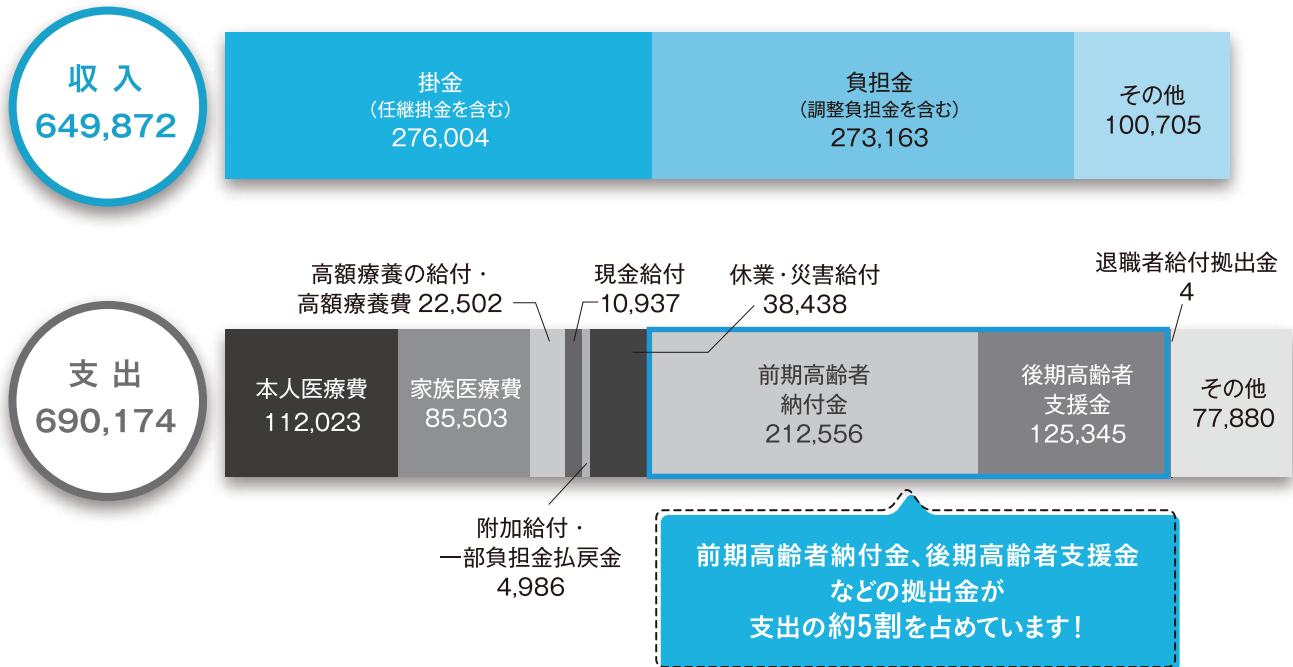 収入
649,872
掛金
（任継掛金を含む）
276,004
負担金
（調整負担金を含む）
273,163
その他
100,705
支出
690,174
高額療養の給付・
高額療養費 22,502
現金給付
10,937
休業・災害給付
38,438
退職者給付拠出金
4
本人医療費
112,023
家族医療費
85,503
前期高齢者
納付金
212,556
後期高齢者
支援金
125,345
その他
77,880
附加給付・
一部負担金払戻金
4,986
前期高齢者納付金、後期高齢者支援金
などの拠出金が
支出の約5割を占めています！